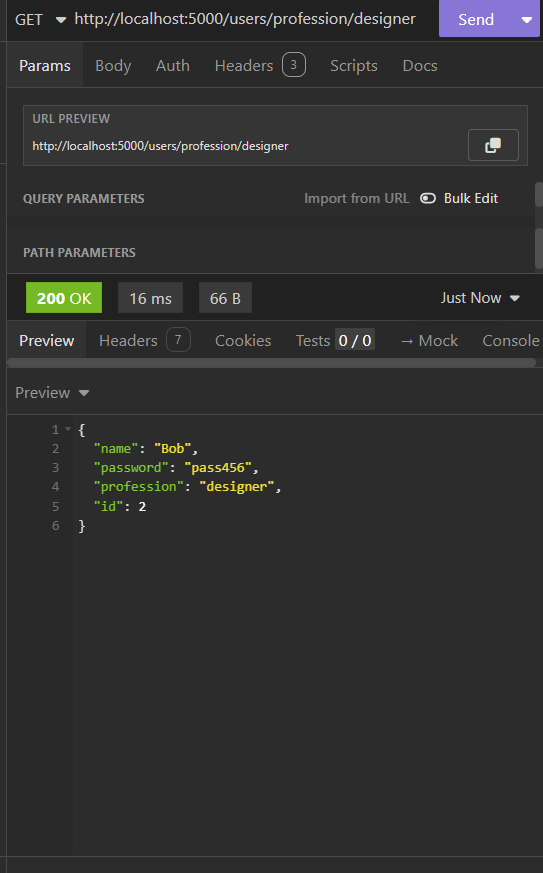 GET http://localhost:5000/users/profession/designer Send
Params Body Auth Headers 3 Scripts Docs
URL PREVIEW
http://localhost:5000/users/profession/designer
QUERY PARAMETERS Import from URL Bulk Edit
PATH PARAMETERS
200 OK 16 ms 66 B Just Now
Preview Headers 7 Cookies Tests 0 / 0 → Mock Console
Preview
1 {
2 "name": "Bob",
3 "password": "pass456",
4 "profession": "designer",
5 "id": 2
6 }